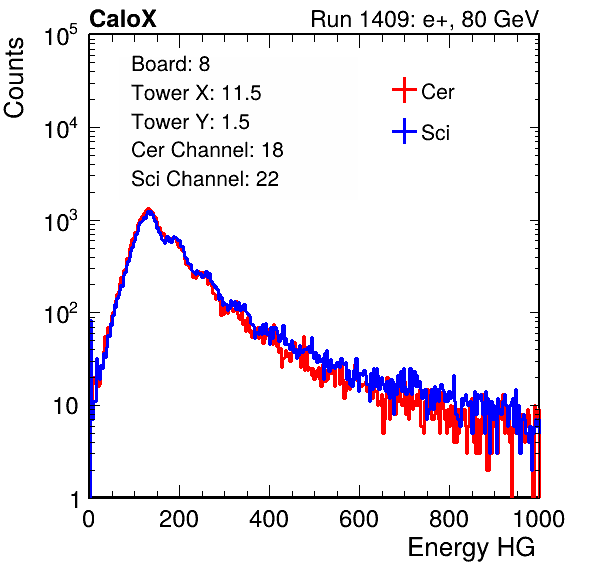 CaloX Run 1409: e+, 80 GeV
Counts
10^5
10^4
10^3
10^2
10
1
Board: 8
Tower X: 11.5
Tower Y: 1.5
Cer Channel: 18
Sci Channel: 22
Cer
Sci
0 200 400 600 800 1000
Energy HG